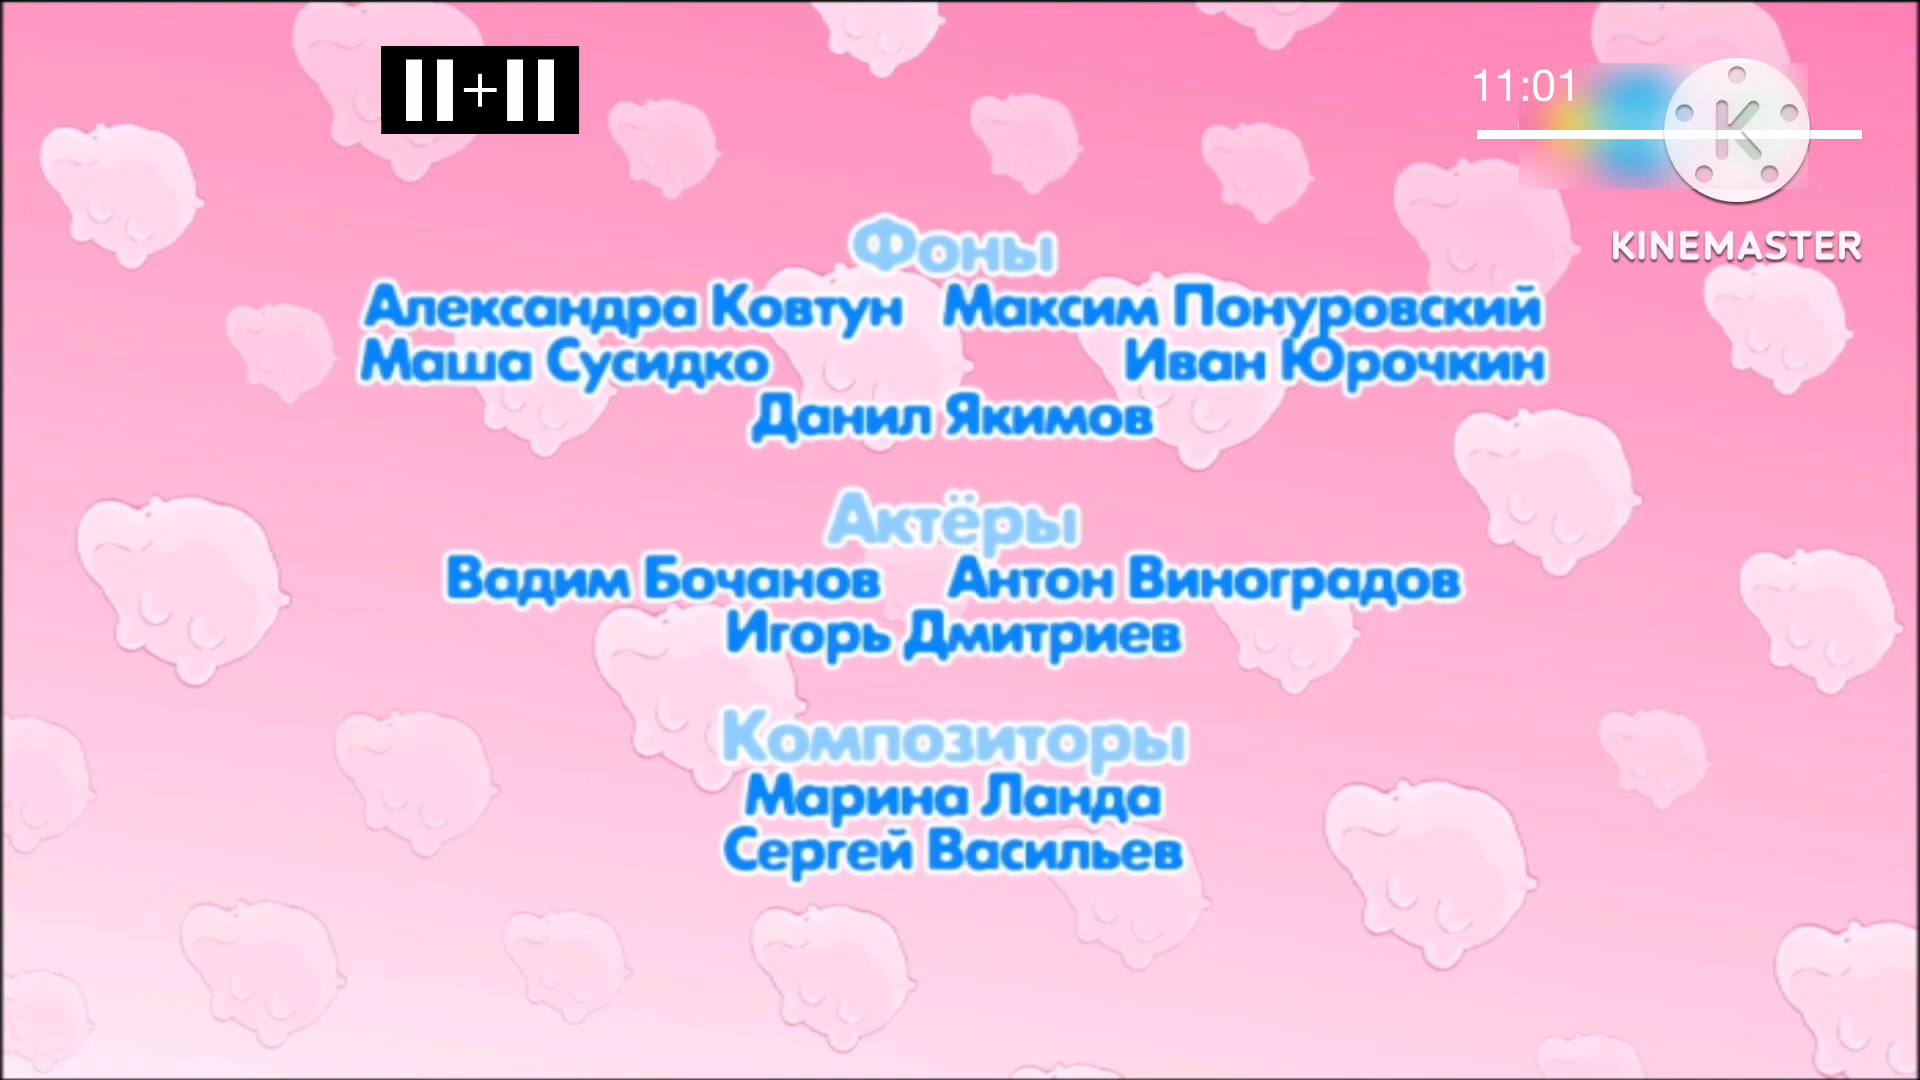 +
11:01
K
KINEMASTER
Фоны
Александра Ковтун Максим Понуровский
Маша Сусидко Иван Юрочкин
Данил Якимов
Актёры
Вадим Бочанов Антон Виноградов
Игорь Дмитриев
Композиторы
Марина Ланда
Сергей Васильев